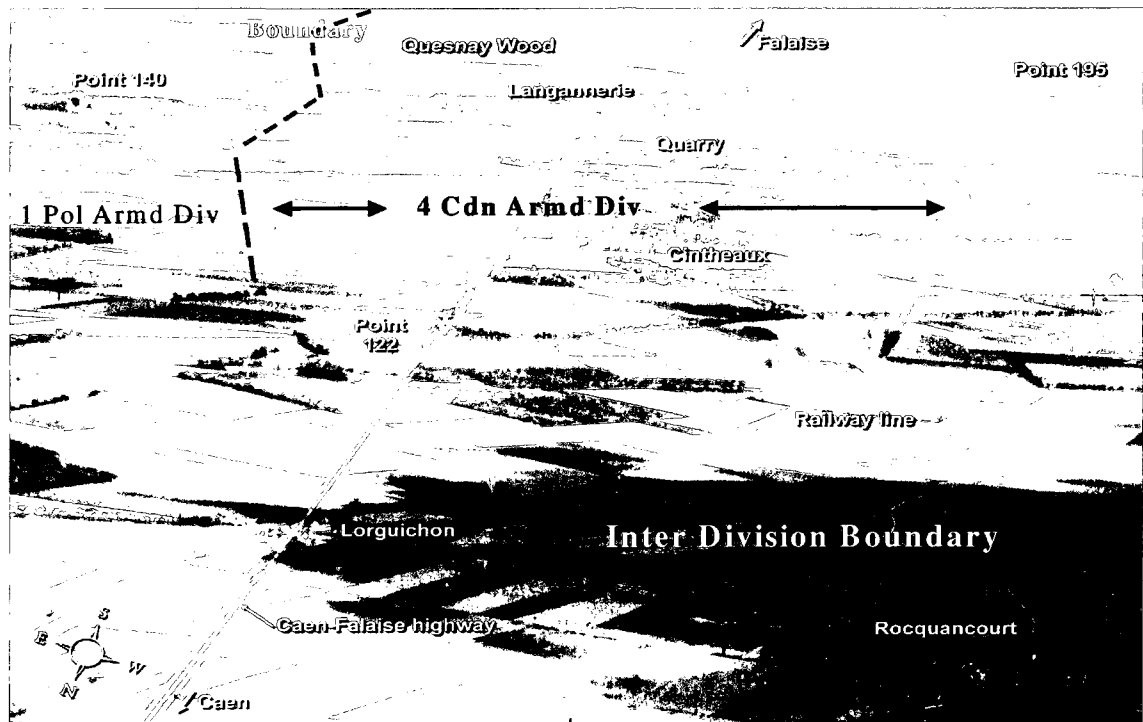 Boundary
Quesnay Wood
Falaise
Point 195
Point 140
Langannerie
Quarry
1 Pol Armd Div
4 Cdn Armd Div
Cintheaux
Point
122
Railway line
Lorguichon
Inter Division Boundary
Caen-Falaise highway
Rocquancourt
S
E
W
N
Caen